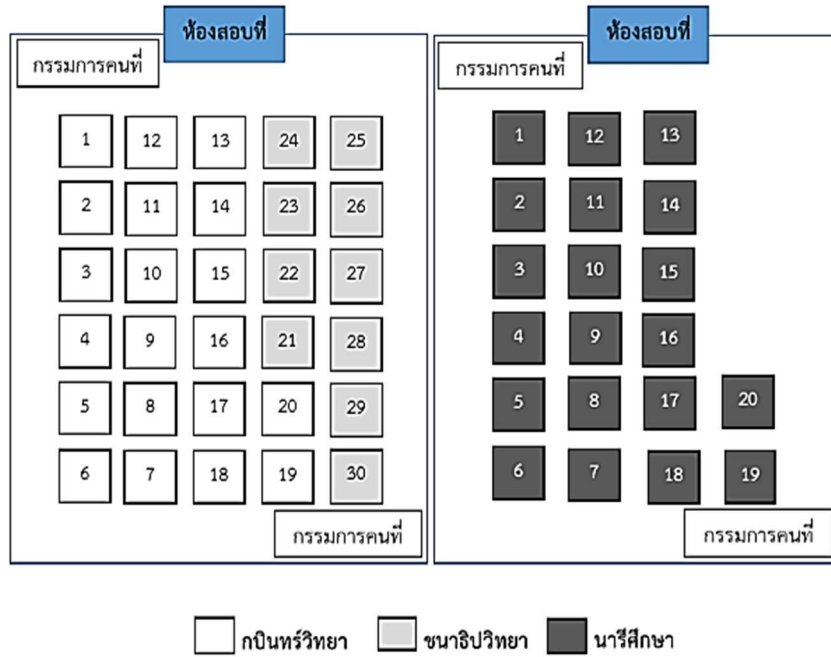 ห้องสอบที่
กรรมการคนที่
1 12 13 24 25
2 11 14 23 26
3 10 15 22 27
4 9 16 21 28
5 8 17 20 29
6 7 18 19 30
กรรมการคนที่
ห้องสอบที่
กรรมการคนที่
1 12 13
2 11 14
3 10 15
4 9 16
5 8 17 20
6 7 18 19
กรรมการคนที่
กบินทร์วิทยา ชนาธิปวิทยา นารีศึกษา